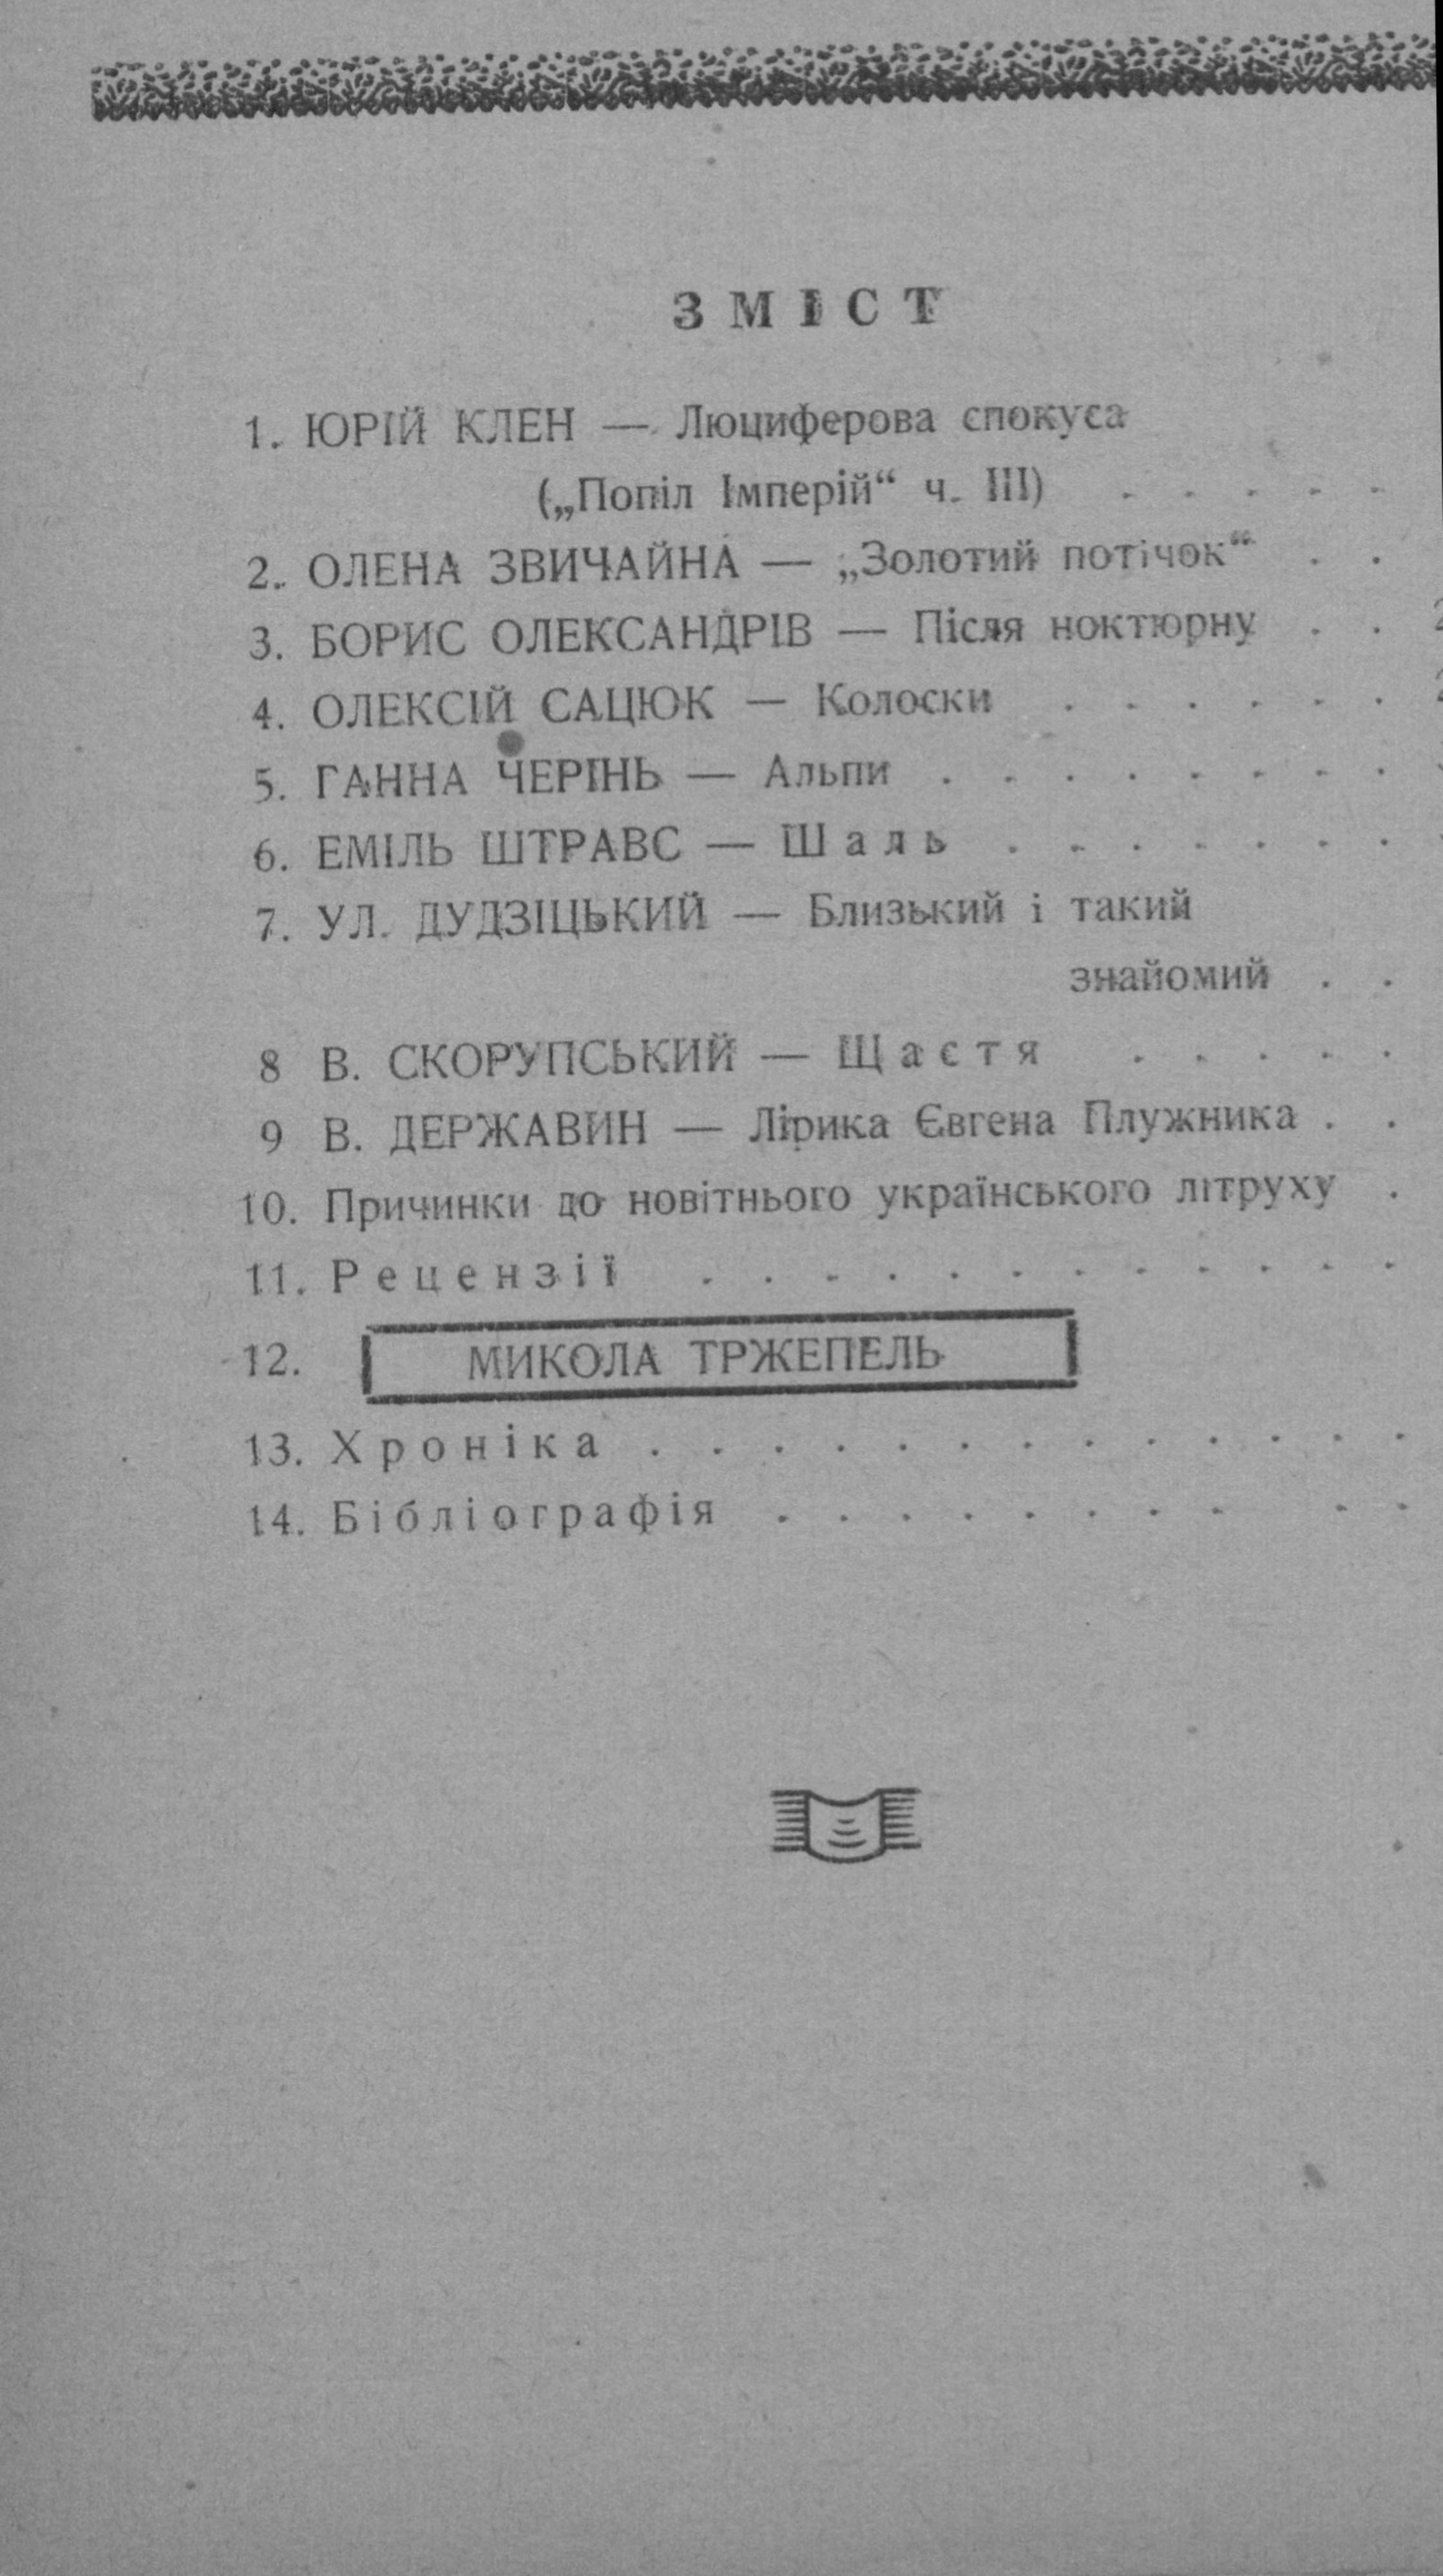 ЗМІСТ
1. ЮРІЙ КЛЕН — Люциферова спокуса
(„Попіл Імперій“ ч. III) . . . . .
2. ОЛЕНА ЗВИЧАЙНА — „Золотий потічок“ . .
3. БОРИС ОЛЕКСАНДРІВ — Після ноктюрну . .
4. ОЛЕКСІЙ САЦЮК — Колоски . . . . . .
5. ГАННА ЧЕРІНЬ — Альпи . . . . . . . .
6. ЕМІЛЬ ШТРАВС — Шаль . . . . . . .
7. УЛ. ДУДЗІЦЬКИЙ — Близький і такий
знайомий . .
8 В. СКОРУПСЬКИЙ — Щастя . . . . .
9 В. ДЕРЖАВИН — Лірика Євгена Плужника . .
10. Причинки до новітнього українського літруху .
11. Рецензії . . . . . . . . . . . .
12. МИКОЛА ТРЖЕПЕЛЬ
13. Хроніка . . . . . . . . . . . . .
14. Бібліографія . . . . . . . . . .